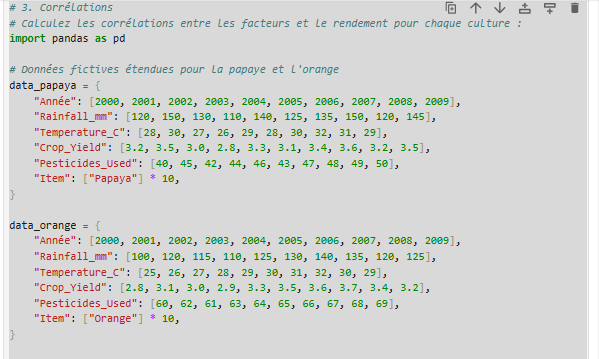 # 3. Corrélations
# Calculez les corrélations entre les facteurs et le rendement pour chaque culture :
import pandas as pd

# Données fictives étendues pour la papaye et l'orange
data_papaya = {
    "Année": [2000, 2001, 2002, 2003, 2004, 2005, 2006, 2007, 2008, 2009],
    "Rainfall_mm": [120, 150, 130, 110, 140, 125, 135, 150, 120, 145],
    "Temperature_C": [28, 30, 27, 26, 29, 28, 30, 32, 31, 29],
    "Crop_Yield": [3.2, 3.5, 3.0, 2.8, 3.3, 3.1, 3.4, 3.6, 3.2, 3.5],
    "Pesticides_Used": [40, 45, 42, 44, 46, 43, 47, 48, 49, 50],
    "Item": ["Papaya"] * 10,
}

data_orange = {
    "Année": [2000, 2001, 2002, 2003, 2004, 2005, 2006, 2007, 2008, 2009],
    "Rainfall_mm": [100, 120, 115, 110, 125, 130, 140, 135, 120, 125],
    "Temperature_C": [25, 26, 27, 28, 29, 30, 31, 32, 30, 29],
    "Crop_Yield": [2.8, 3.1, 3.0, 2.9, 3.3, 3.5, 3.6, 3.7, 3.4, 3.2],
    "Pesticides_Used": [60, 62, 61, 63, 64, 65, 66, 67, 68, 69],
    "Item": ["Orange"] * 10,
}